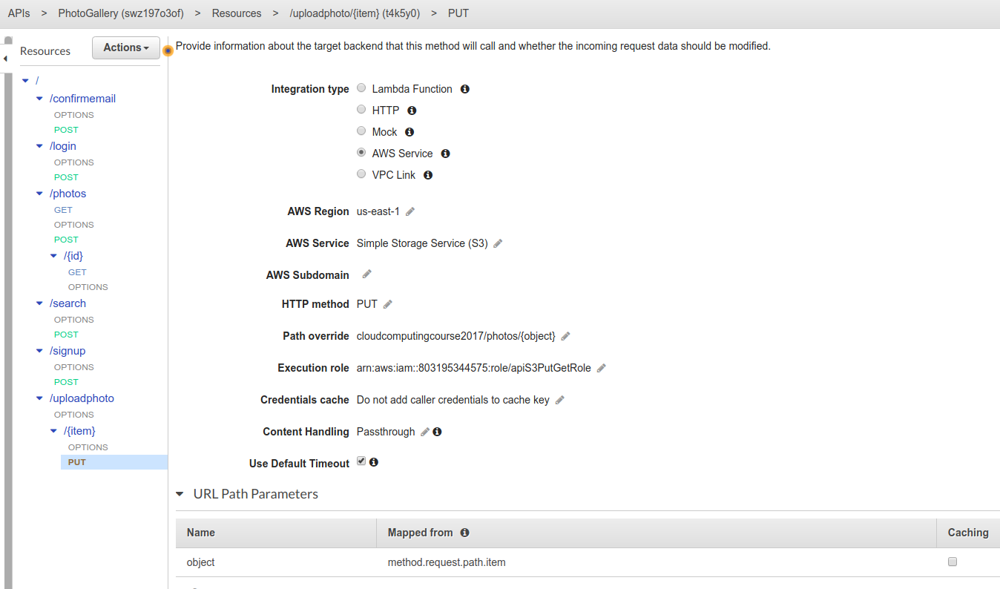 APIs > PhotoGallery (swz197o3of) > Resources > /uploadphoto/{item} (t4k5y0) > PUT
Resources
Actions
/
/confirmemail
OPTIONS
POST
/login
OPTIONS
POST
/photos
GET
OPTIONS
POST
/{id}
GET
OPTIONS
/search
OPTIONS
POST
/signup
OPTIONS
POST
/uploadphoto
OPTIONS
/{item}
OPTIONS
PUT
Provide information about the target backend that this method will call and whether the incoming request data should be modified.
Integration type Lambda Function
HTTP
Mock
AWS Service
VPC Link
AWS Region us-east-1
AWS Service Simple Storage Service (S3)
AWS Subdomain
HTTP method PUT
Path override cloudcomputingcourse2017/photos/{object}
Execution role arn:aws:iam::803195344575:role/apiS3PutGetRole
Credentials cache Do not add caller credentials to cache key
Content Handling Passthrough
Use Default Timeout
URL Path Parameters
Name Mapped from Caching
object method.request.path.item